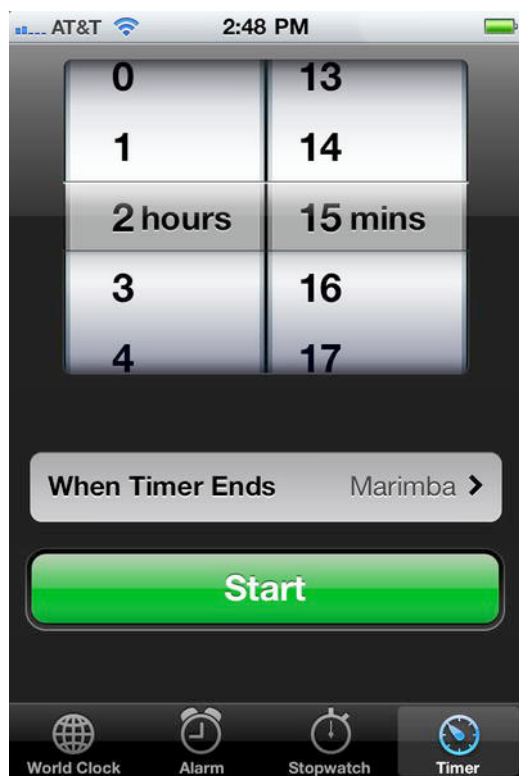 AT&T 2:48 PM
0 13
1 14
2 hours 15 mins
3 16
4 17
When Timer Ends Marimba
Start
World Clock Alarm Stopwatch Timer